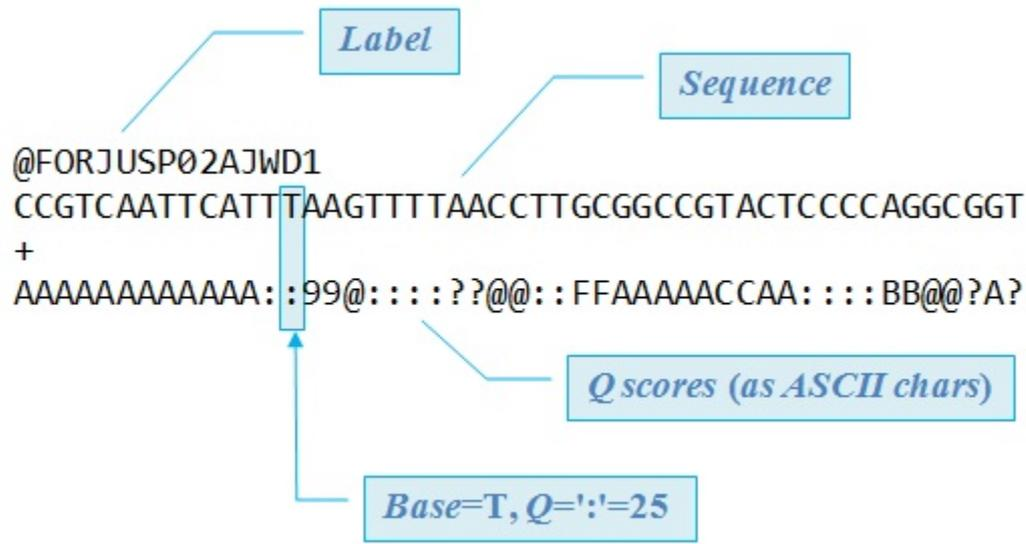 Label
Sequence
@FORJUSP02AJWD1
CCGTCAATTCATTTAAGTTTTAACCTTGCGGCCGTACTCCCCAGGCGGT
+
AAAAAAAAAAAA::99@::::??@@::FFAAAAACCAA::::BB@@?A?
Q scores (as ASCII chars)
Base=T, Q=':'=25